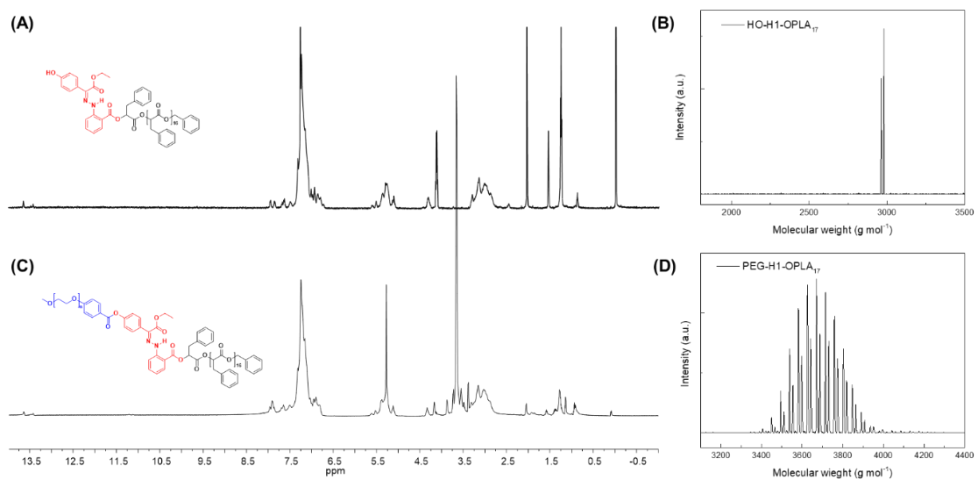 (A)
HO
O
O
N
N
H
O
O
O
O
O
O
(B)
HO-H1-OPLA₁₇
Intensity (a.u.)
2000 2500 3000 3500
Molecular weight (g mol⁻¹)
(C)
O
O
O
O
O
O
N
N
H
O
O
O
O
O
O
13.5 12.5 11.5 10.5 9.5 8.5 7.5 6.5 5.5 4.5 3.5 2.5 1.5 0.5 -0.5
ppm
(D)
PEG-H1-OPLA₁₇
Intensity (a.u.)
3200 3400 3600 3800 4000 4200 4400
Molecular wieght (g mol⁻¹)